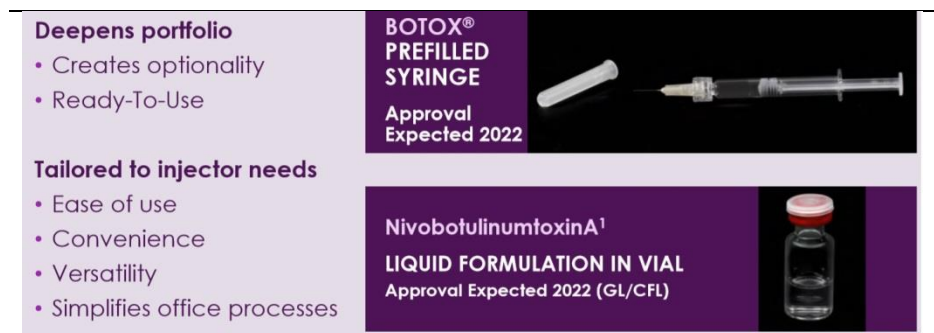 Deepens portfolio
• Creates optionality
• Ready-To-Use
Tailored to injector needs
• Ease of use
• Convenience
• Versatility
• Simplifies office processes
BOTOX®
PREFILLED
SYRINGE
Approval
Expected 2022
NivobotulinumtoxinA¹
LIQUID FORMULATION IN VIAL
Approval Expected 2022 (GL/CFL)